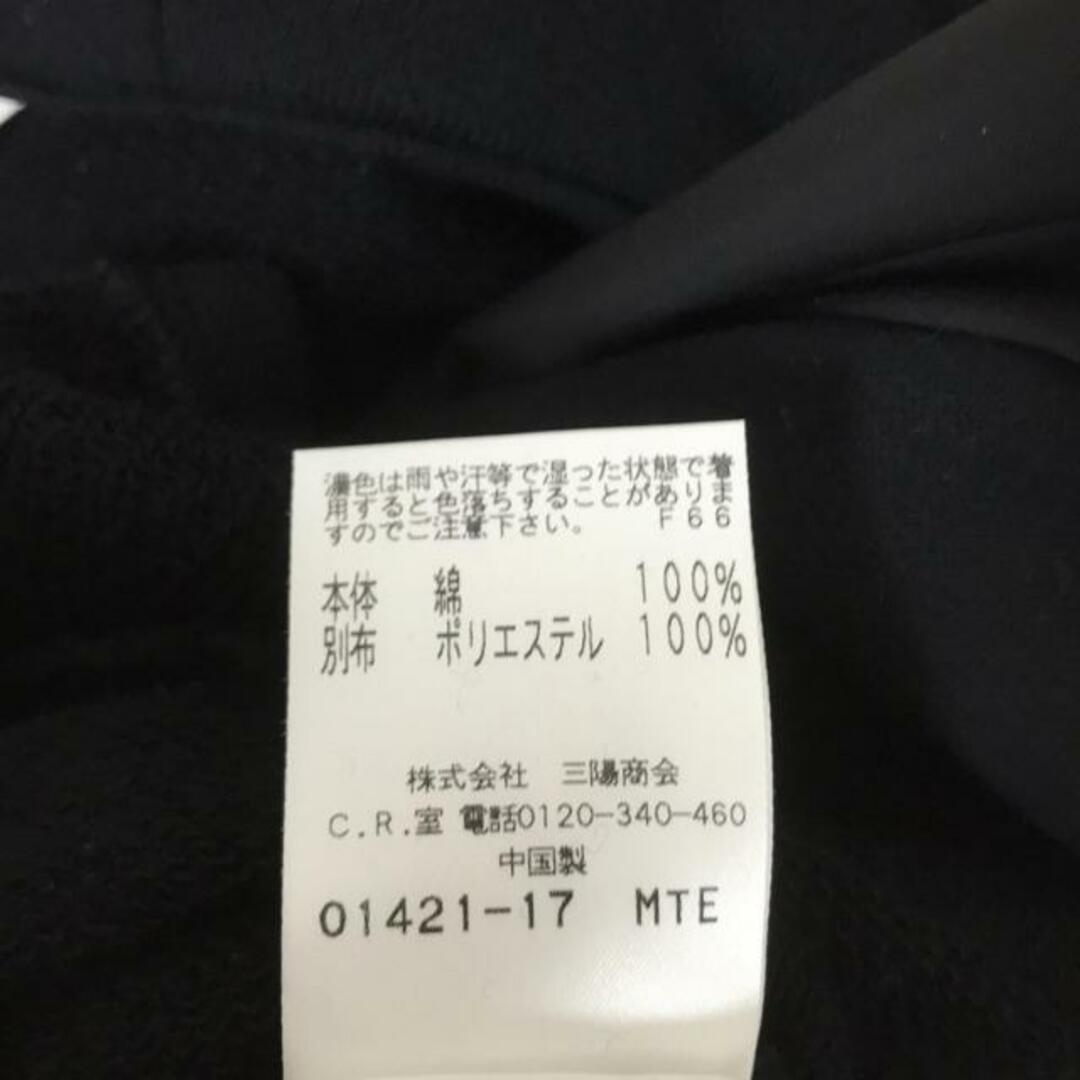 濃色は雨や汗等で湿った状態で着
用すると色落ちすることがありま
すのでご注意下さい。 F66
本体 綿 100%
別布 ポリエステル 100%
株式会社 三陽商会
C.R.室 電話0120-340-460
中国製
01421-17 MTE